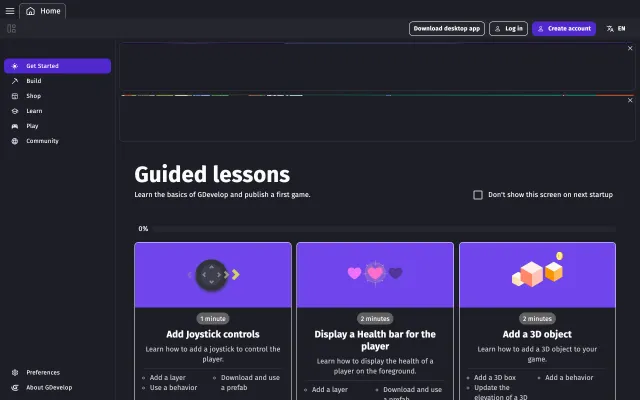 Home
Download desktop app
Log in
Create account
EN
Get Started
Build
Shop
Learn
Play
Community
Guided lessons
Learn the basics of GDevelop and publish a first game.
Don't show this screen on next startup
0%
1 minute
Add Joystick controls
Learn how to add a joystick to control the
player.
Add a layer
Use a behavior
Download and use
a prefab
2 minutes
Display a Health bar for the
player
Learn how to display the health of a
player on the foreground.
Add a layer
Download and use
a prefab
2 minutes
Add a 3D object
Learn how to add a 3D object to your
game.
Add a 3D box
Update the
elevation of a 3D
Add a behavior
Preferences
About GDevelop